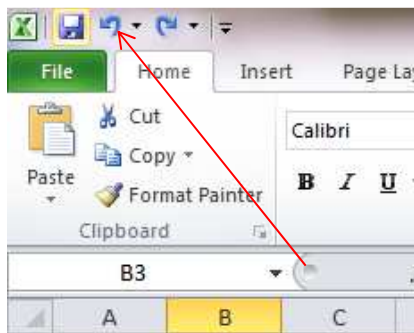 File Home Insert Page La
Cut
Calibri
Copy
Paste
Format Painter
B I U
Clipboard
B3
A B C